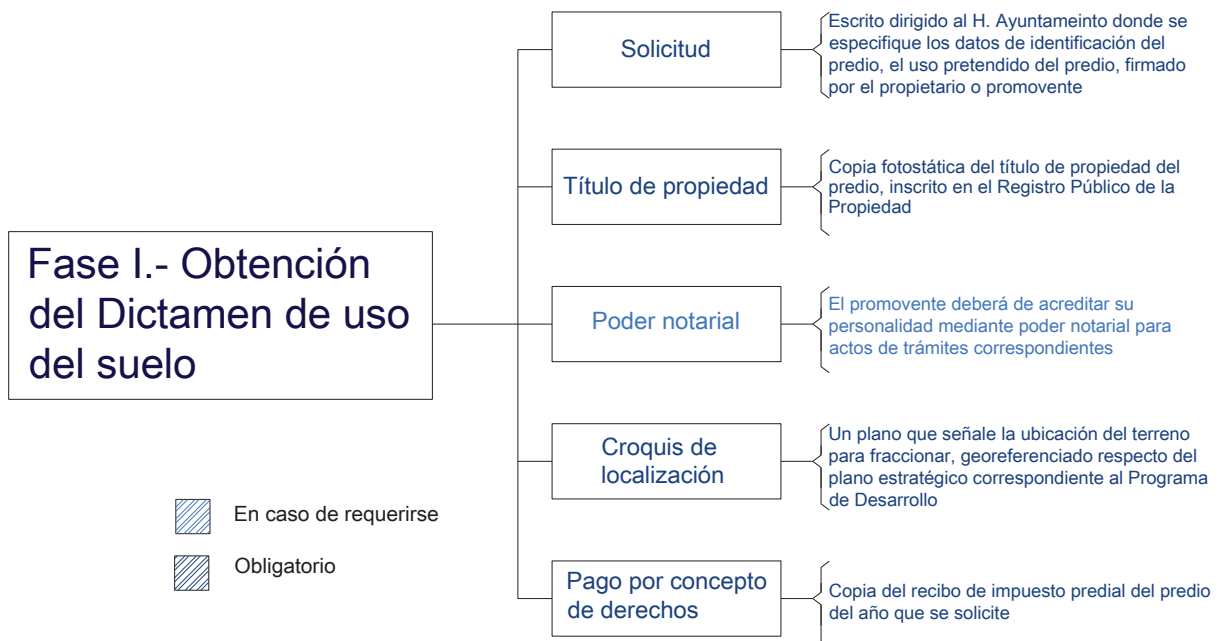 Fase I.- Obtención
del Dictamen de uso
del suelo
Solicitud
Escrito dirigido al H. Ayuntameinto donde se
especifique los datos de identificación del
predio, el uso pretendido del predio, firmado
por el propietario o promovente
Título de propiedad
Copia fotostática del título de propiedad del
predio, inscrito en el Registro Público de la
Propiedad
Poder notarial
El promovente deberá de acreditar su
personalidad mediante poder notarial para
actos de trámites correspondientes
Croquis de
localización
Un plano que señale la ubicación del terreno
para fraccionar, georeferenciado respecto del
plano estratégico correspondiente al Programa
de Desarrollo
Pago por concepto
de derechos
Copia del recibo de impuesto predial del predio
del año que se solicite
En caso de requerirse
Obligatorio